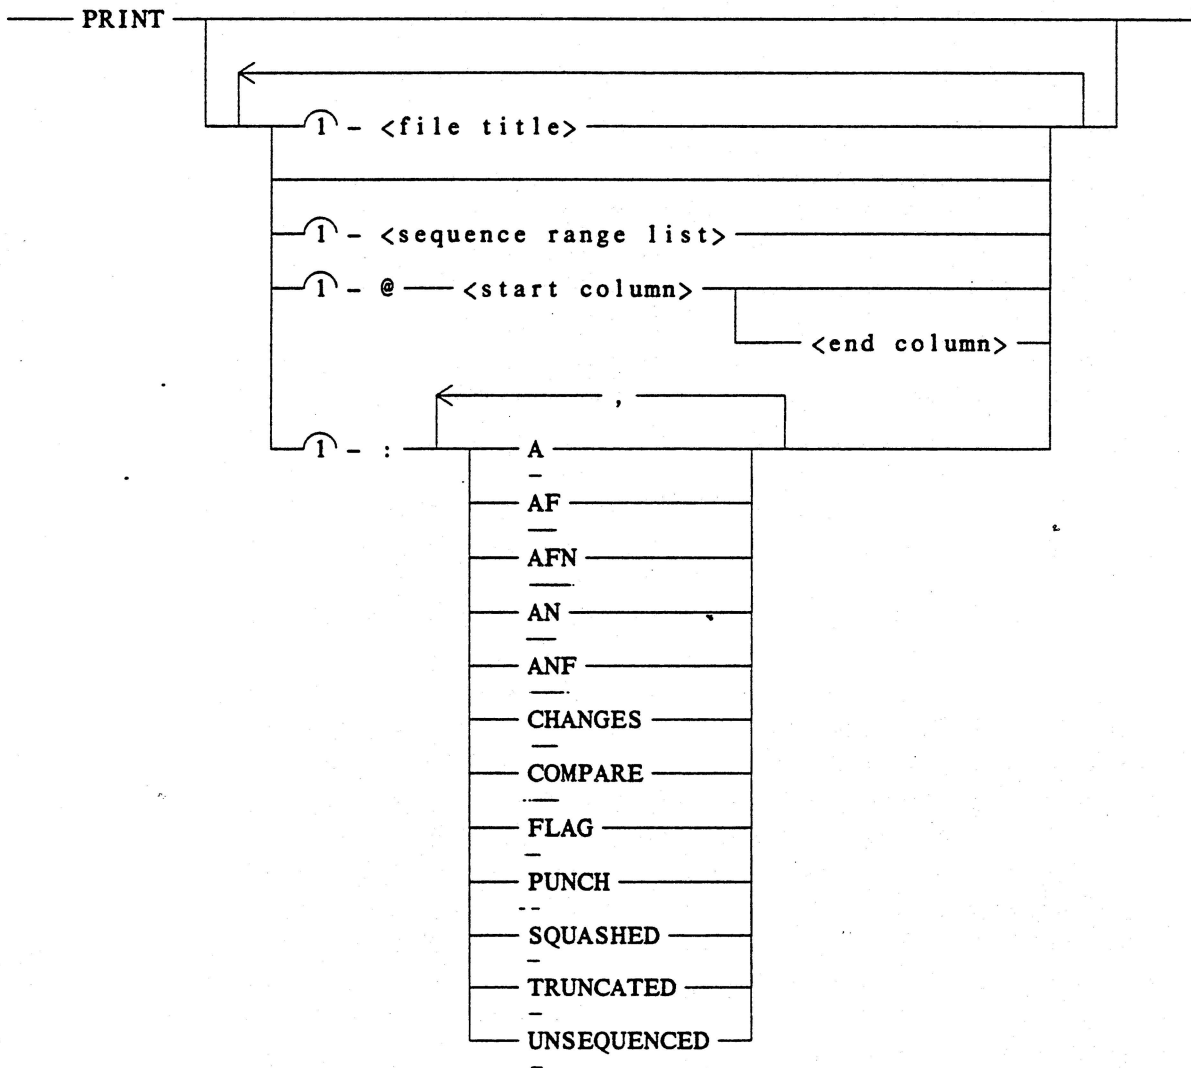 PRINT
1 - <file title>
1 - <sequence range list>
1 - @ <start column>
<end column>
,
1 - : A
AF
AFN
AN
ANF
CHANGES
COMPARE
FLAG
PUNCH
SQUASHED
TRUNCATED
UNSEQUENCED